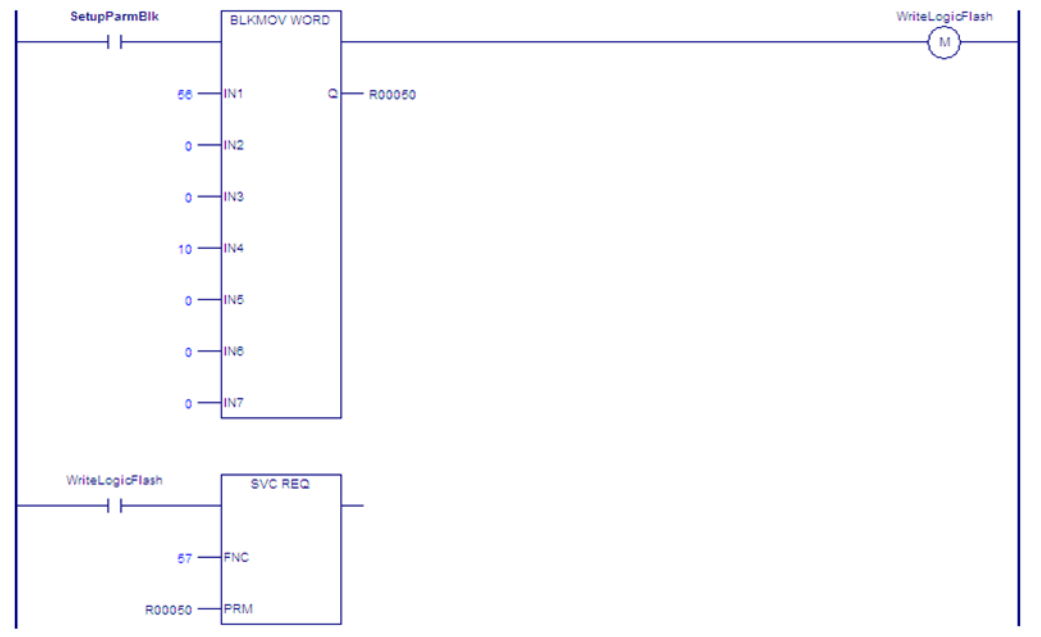 SetupParmBlk
BLKMOV WORD
WriteLogicFlash
M
56
IN1
Q
R00050
0
IN2
0
IN3
10
IN4
0
IN5
0
IN6
0
IN7
WriteLogicFlash
SVC REQ
57
FNC
R00050
PRM